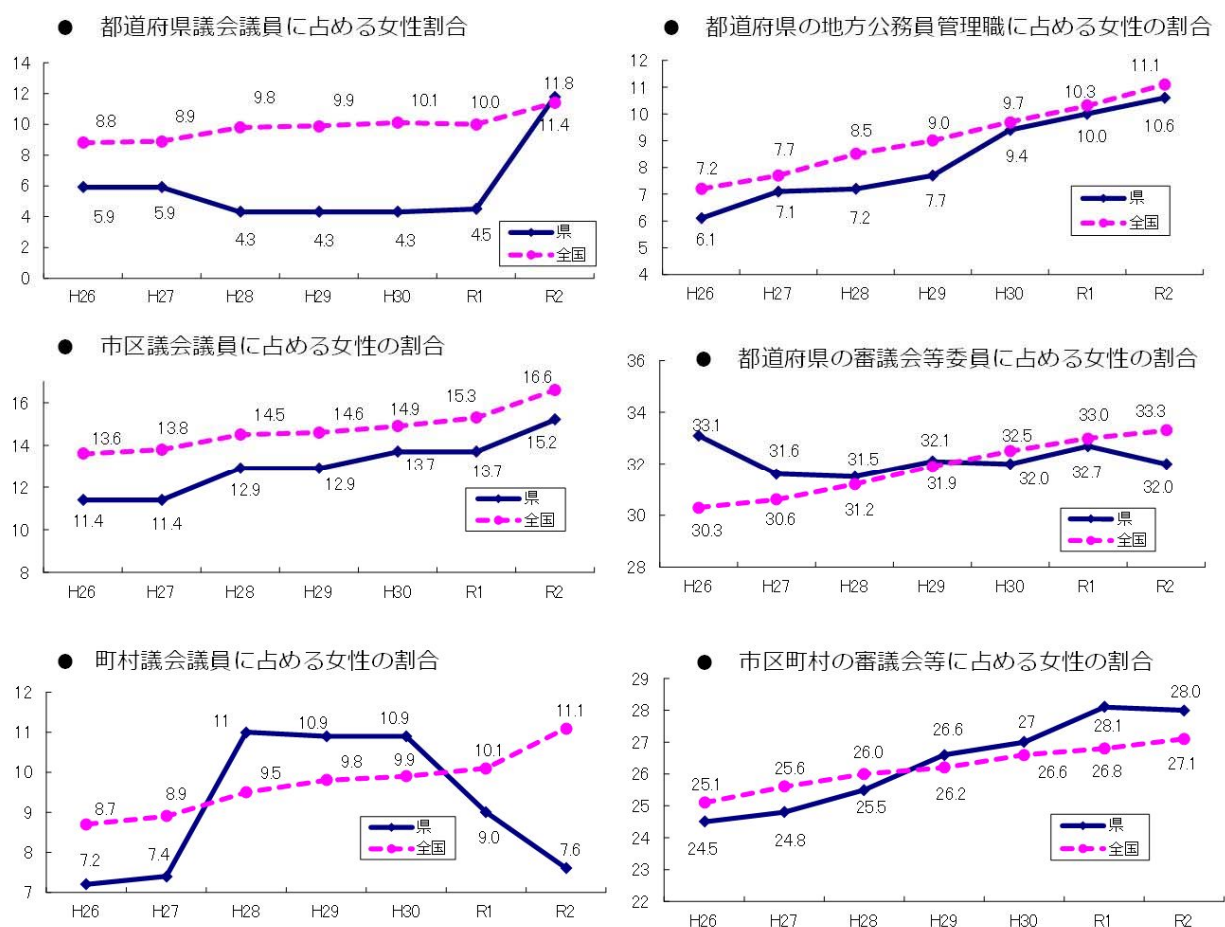 ● 都道府県議会議員に占める女性割合
14
12
10
8
6
4
2
0
8.8 8.9 9.8 9.9 10.1 10.0 11.8
5.9 5.9 4.3 4.3 4.3 4.5 11.4
県
全国
H26 H27 H28 H29 H30 R1 R2
● 都道府県の地方公務員管理職に占める女性の割合
12
11
10
9
8
7
6
5
4
7.2 7.7 8.5 9.0 9.7 10.3 11.1
6.1 7.1 7.2 7.7 9.4 10.0 10.6
県
全国
H26 H27 H28 H29 H30 R1 R2
● 市区議会議員に占める女性の割合
16
14
12
10
8
13.6 13.8 14.5 14.6 14.9 15.3 16.6
11.4 11.4 12.9 12.9 13.7 13.7 15.2
県
全国
H26 H27 H28 H29 H30 R1 R2
● 都道府県の審議会等委員に占める女性の割合
36
34
32
30
28
33.1 31.6 31.5 32.1 32.5 33.0 33.3
30.3 30.6 31.2 31.9 32.0 32.7 32.0
県
全国
H26 H27 H28 H29 H30 R1 R2
● 町村議会議員に占める女性の割合
12
11
10
9
8
7
8.7 8.9 11 10.9 10.9 10.1 11.1
7.2 7.4 9.5 9.8 9.9 9.0 7.6
県
全国
H26 H27 H28 H29 H30 R1 R2
● 市区町村の審議会等に占める女性の割合
29
28
27
26
25
24
23
22
25.1 25.6 26.0 26.6 27 28.1 28.0
24.5 24.8 25.5 26.2 26.6 26.8 27.1
県
全国
H26 H27 H28 H29 H30 R1 R2